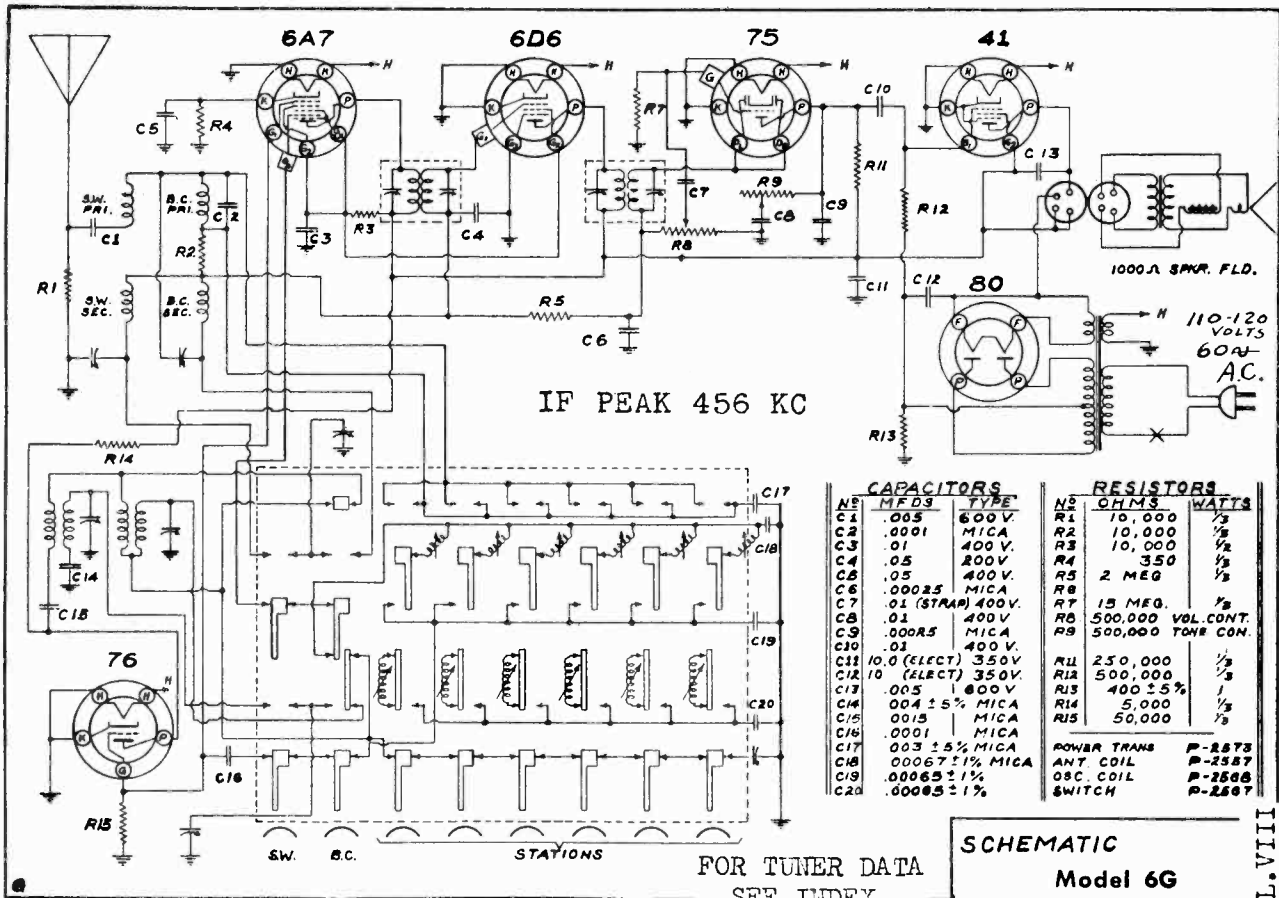 6A7
6D6
75
41
H
H
H
H
C5
R4
C10
R7
R11
C13
S.W. PRI.
B.C. PRI.
C2
C1
R2
C3
R3
C4
C7
R9
C8
C9
R8
R12
R1
S.W. SEC.
B.C. SEC.
R5
C6
C11
C12
80
1000Ω SPKR. FLD.
H
110-120
VOLTS
60~
A.C.
IF PEAK 456 KC
R13
R14
C17
C18
C14
C15
C19
76
H
C20
C16
R15
S.W.
B.C.
STATIONS
CAPACITORS
Nº MFDS TYPE
C1 .005 600 V.
C2 .0001 MICA
C3 .01 400 V.
C4 .05 200 V.
C5 .05 400 V.
C6 .00025 MICA
C7 .01 (STRAP) 400 V.
C8 .01 400 V
C9 MICA
C10 .02 400 V.
C11 10.0 (ELECT) 350 V
C12 10 (ELECT) 350 V.
C13 .005 600 V
C14 004 ± 5% MICA
C15 .0015 MICA
C16 .0001 MICA
C17 003 ± 5% MICA
C18 00067 ± 1% MICA
C19 .00065 ± 1%
C20 ± 1%
RESISTORS
Nº OHMS WATTS
R1 10,000 1/3
R2 10,000 1/3
R3 10,000 1/2
R4 350 1/3
R5 2 MEG 1/3
R6
R7 15 MEG. 1/3
R8 500,000 VOL. CONT.
R9 500,000 TONE CON.
R11 250,000 1/3
R12 500,000 1/3
R13 400 ± 5% 1
R14 5,000 1/3
R15 50,000 1/3
POWER TRANS P-2573
ANT. COIL P-2587
OSC. COIL P-2588
SWITCH P-2567
FOR TUNER DATA
SEE INDEX
SCHEMATIC
Model 6G
L. VIII